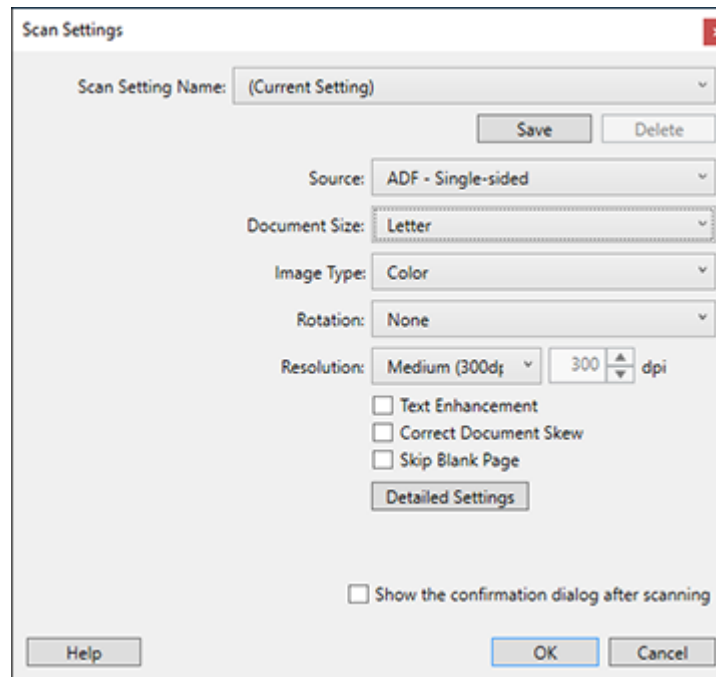 Scan Settings
Scan Setting Name: (Current Setting)
Save Delete
Source: ADF - Single-sided
Document Size: Letter
Image Type: Color
Rotation: None
Resolution: Medium (300dp 300 dpi
Text Enhancement
Correct Document Skew
Skip Blank Page
Detailed Settings
Show the confirmation dialog after scanning
Help OK Cancel